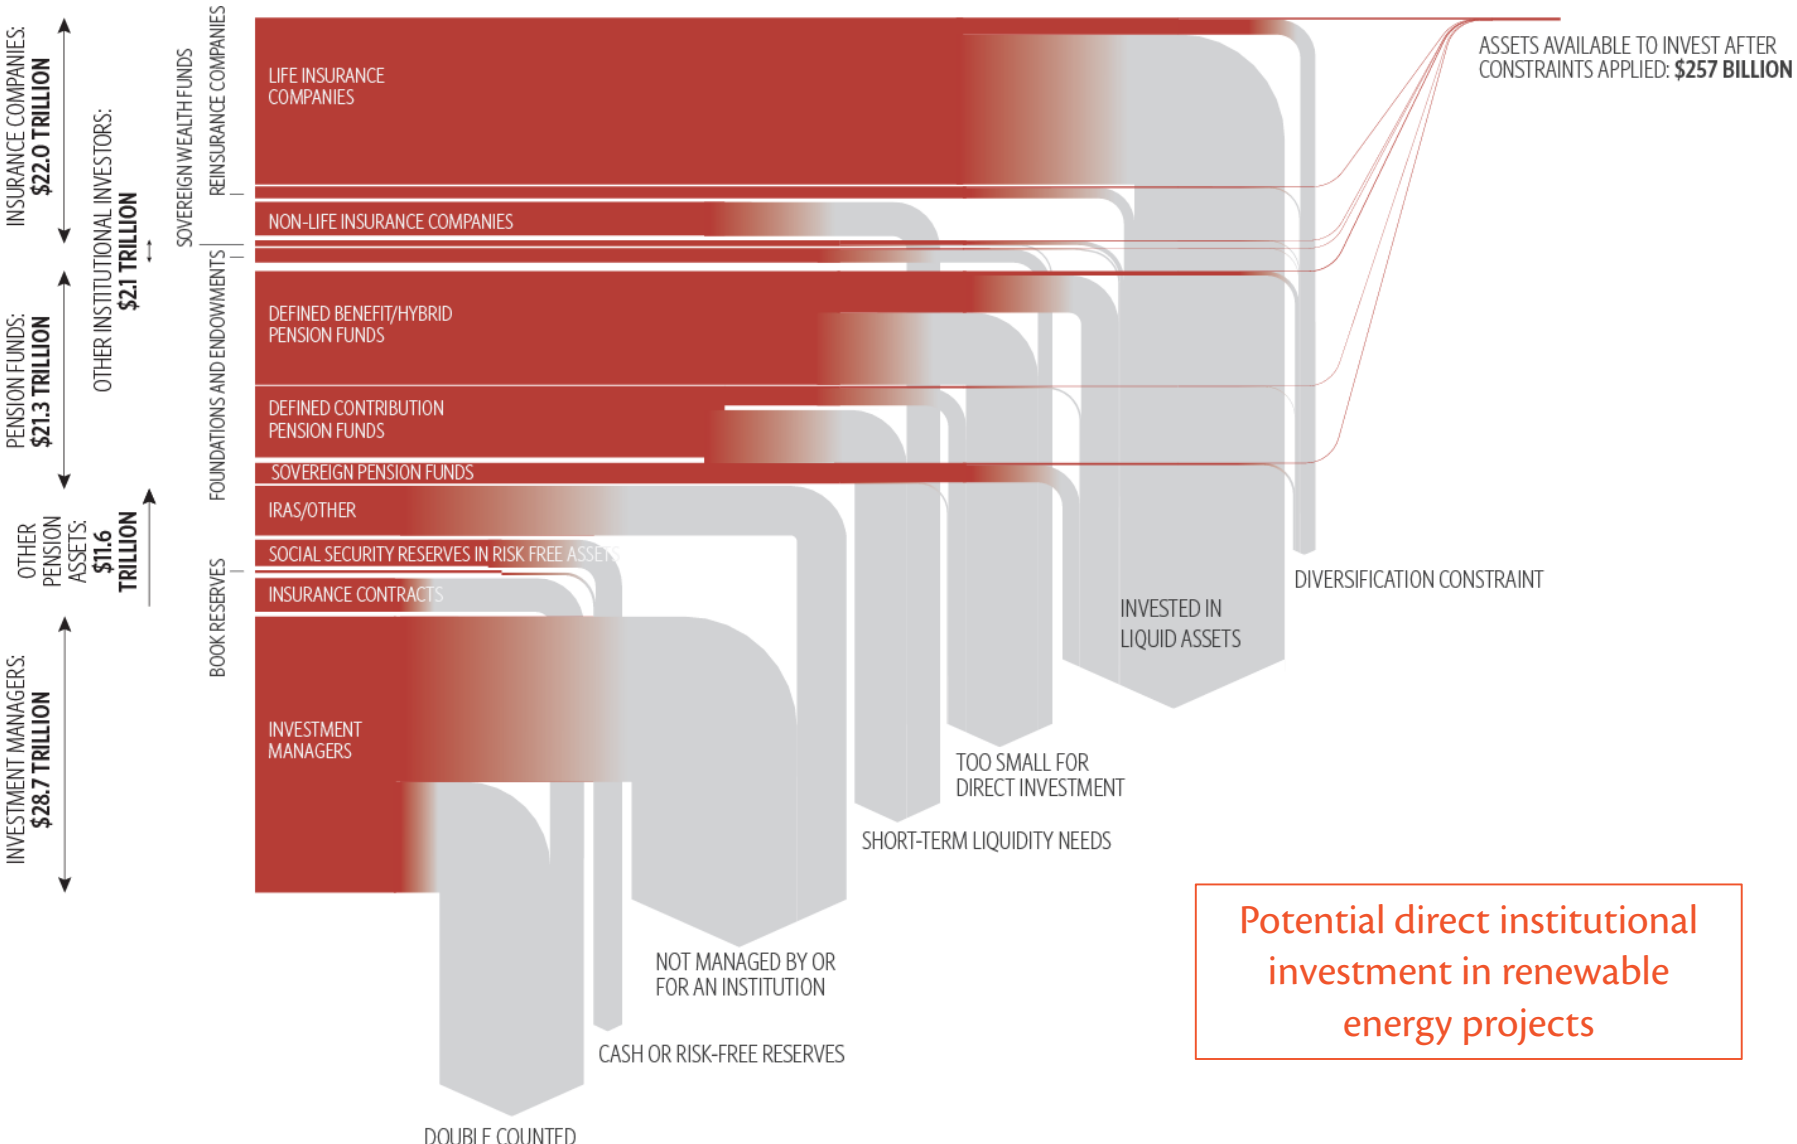 INSURANCE COMPANIES:
$22.0 TRILLION
OTHER INSTITUTIONAL INVESTORS:
$2.1 TRILLION
PENSION FUNDS:
$21.3 TRILLION
OTHER
PENSION
ASSETS:
$11.6
TRILLION
INVESTMENT MANAGERS:
$28.7 TRILLION
SOVEREIGN WEALTH FUNDS
REINSURANCE COMPANIES
FOUNDATIONS AND ENDOWMENTS
BOOK RESERVES
LIFE INSURANCE
COMPANIES
NON-LIFE INSURANCE COMPANIES
DEFINED BENEFIT/HYBRID
PENSION FUNDS
DEFINED CONTRIBUTION
PENSION FUNDS
SOVEREIGN PENSION FUNDS
IRAS/OTHER
SOCIAL SECURITY RESERVES IN RISK FREE ASSETS
INSURANCE CONTRACTS
INVESTMENT
MANAGERS
ASSETS AVAILABLE TO INVEST AFTER
CONSTRAINTS APPLIED: $257 BILLION
DIVERSIFICATION CONSTRAINT
INVESTED IN
LIQUID ASSETS
TOO SMALL FOR
DIRECT INVESTMENT
SHORT-TERM LIQUIDITY NEEDS
NOT MANAGED BY OR
FOR AN INSTITUTION
CASH OR RISK-FREE RESERVES
DOUBLE COUNTED
Potential direct institutional
investment in renewable
energy projects